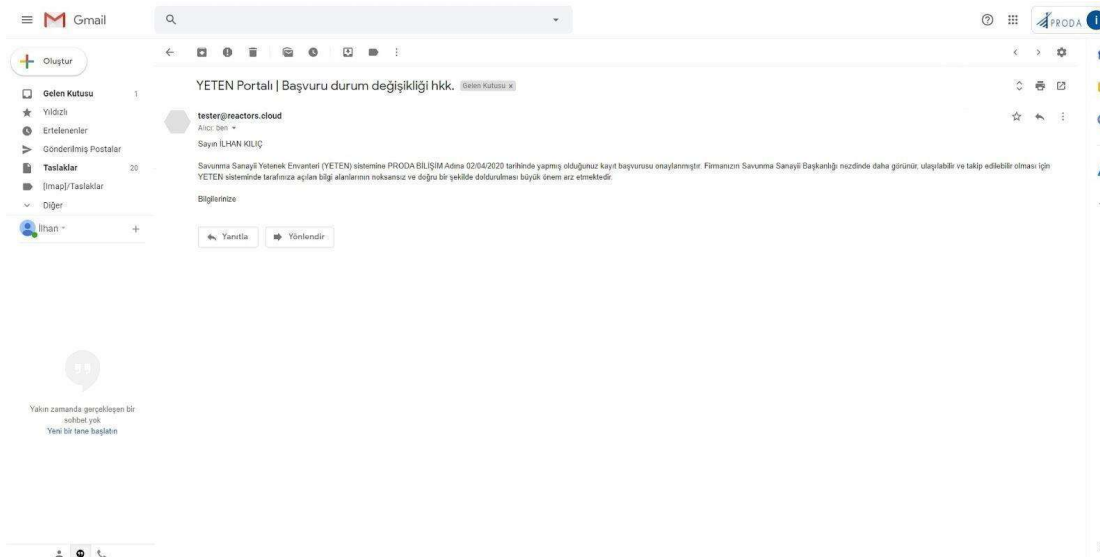 Gmail
PRODA
i
Oluştur
Gelen Kutusu 1
Yıldızlı
Ertelenenler
Gönderilmiş Postalar
Taslaklar 20
[Imap]/Taslaklar
Diğer
İlhan
YETEN Portalı | Başvuru durum değişikliği hkk. Gelen Kutusu x
tester@reactors.cloud
Alıcı: ben
Sayın İLHAN KILIÇ
Savunma Sanayii Yetenek Envanteri (YETEN) sistemine PRODA BİLİŞİM Adına 02/04/2020 tarihinde yapmış olduğunuz kayıt başvurusu onaylanmıştır. Firmanızın Savunma Sanayii Başkanlığı nezdinde daha görünür, ulaşılabilir ve takip edilebilir olması için
YETEN sisteminde tarafınıza açılan bilgi alanlarının noksansız ve doğru bir şekilde doldurulması büyük önem arz etmektedir.
Bilgilerinize
Yanıtla
Yönlendir
Yakın zamanda gerçekleşen bir
sohbet yok
Yeni bir tane başlatın